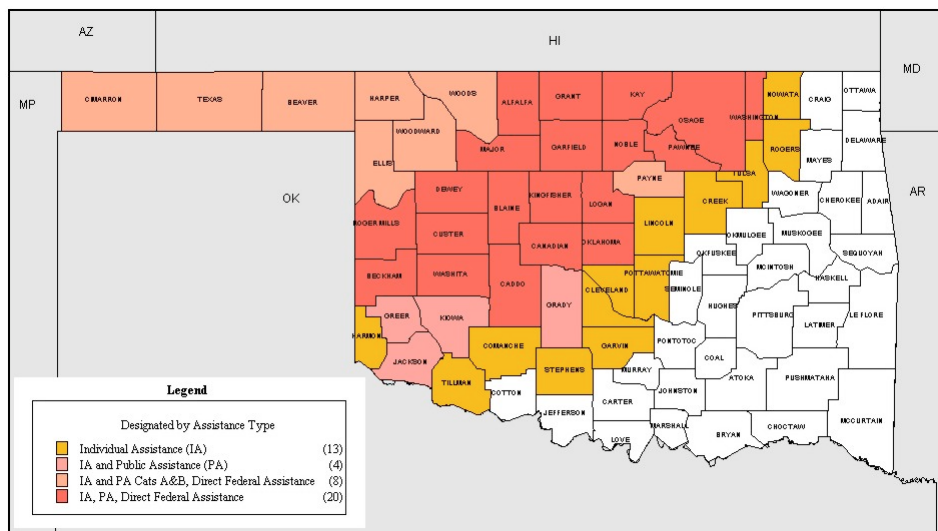 AZ
HI
MD
MP
CIMARRON
TEXAS
BEAVER
HARPER
WOODS
ALFALFA
GRANT
KAY
OSAGE
WASHINGTON
NOWATA
CRAIG
OTTAWA
WOODWARD
ELLIS
MAJOR
GARFIELD
NOBLE
PAWNEE
ROGERS
MAYES
DELAWARE
OK
DEWEY
BLAINE
KINGFISHER
LOGAN
PAYNE
CREEK
TULSA
WAGONER
CHEROKEE
ADAIR
AR
ROGER MILLS
CUSTER
CANADIAN
OKLAHOMA
LINCOLN
OKMULGEE
MUSKOGEE
SEQUOYAH
OKFUSKEE
MCINTOSH
HASKELL
BECKHAM
WASHITA
CADDO
GRADY
CLEVELAND
POTTAWATOMIE
SEMINOLE
HUGHES
PITTSBURG
LATIMER
LE FLORE
GREER
KIOWA
HARMON
JACKSON
TILLMAN
COMANCHE
STEPHENS
GARVIN
PONTOTOC
COAL
MURRAY
COTTON
JEFFERSON
CARTER
JOHNSTON
ATOKA
PUSHMATAHA
MCCURTAIN
LOVE
MARSHALL
BRYAN
CHOCTAW
Legend
Designated by Assistance Type
Individual Assistance (IA) (13)
IA and Public Assistance (PA) (4)
IA and PA Cats A&B, Direct Federal Assistance (8)
IA, PA, Direct Federal Assistance (20)